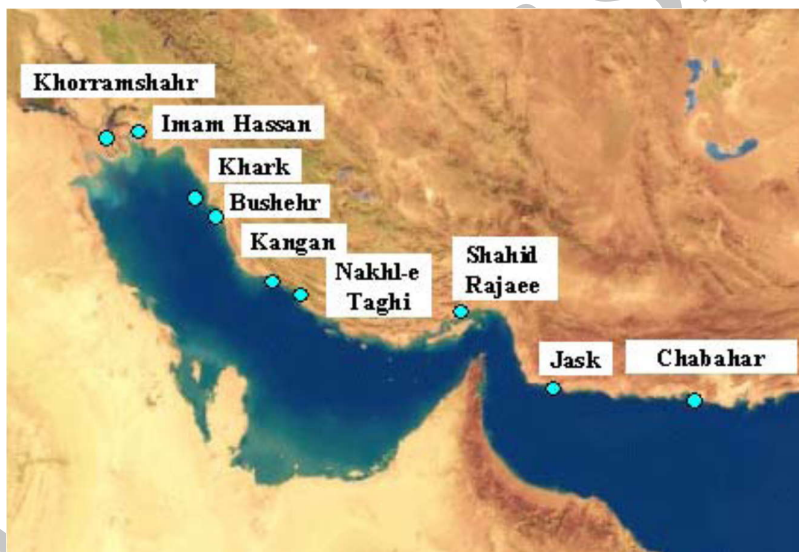 Khorramshahr
Imam Hassan
Khark
Bushehr
Kangan
Nakhl-e
Taghi
Shahid
Rajaee
Jask
Chabahar